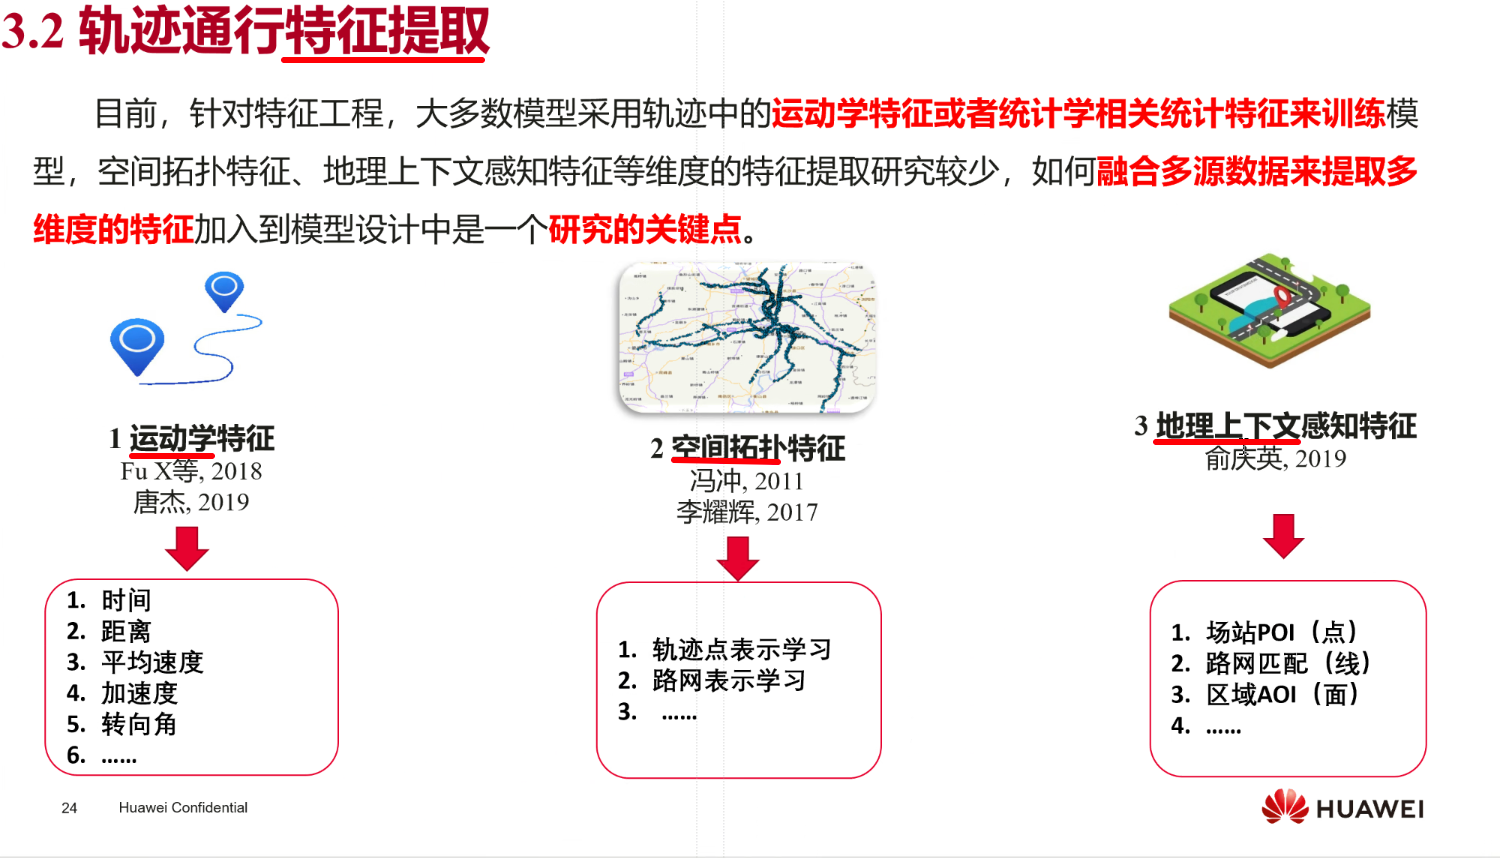 3.2 轨迹通行特征提取
目前，针对特征工程，大多数模型采用轨迹中的运动学特征或者统计学相关统计特征来训练模
型，空间拓扑特征、地理上下文感知特征等维度的特征提取研究较少，如何融合多源数据来提取多
维度的特征加入到模型设计中是一个研究的关键点。
1 运动学特征
Fu X等, 2018
唐杰, 2019
1. 时间
2. 距离
3. 平均速度
4. 加速度
5. 转向角
6. ……
2 空间拓扑特征
冯冲, 2011
李耀辉, 2017
1. 轨迹点表示学习
2. 路网表示学习
3. ……
3 地理上下文感知特征
俞庆英, 2019
1. 场站POI（点）
2. 路网匹配（线）
3. 区域AOI（面）
4. ……
24 Huawei Confidential
HUAWEI